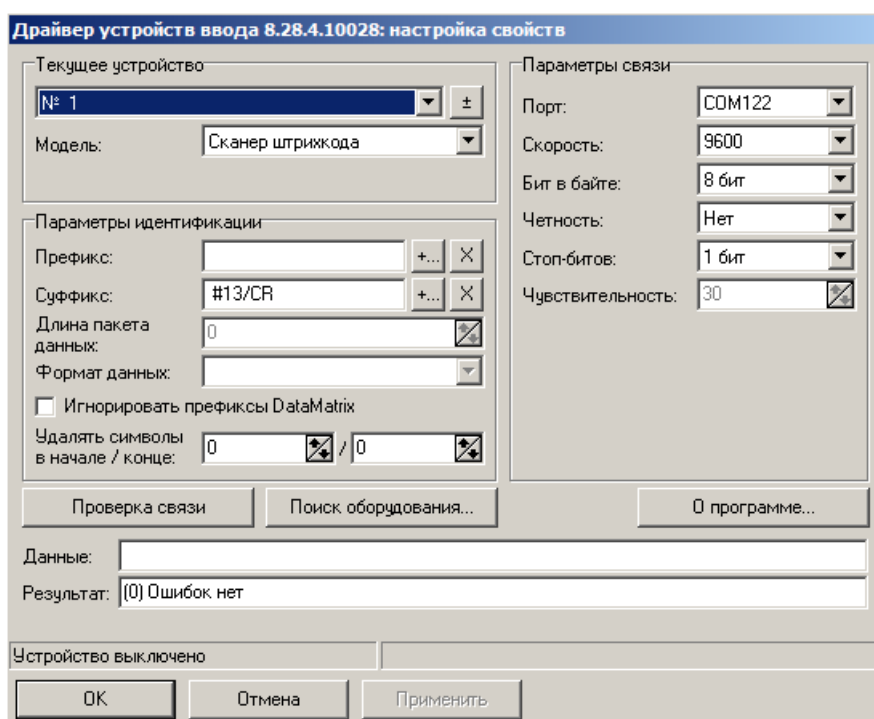 Драйвер устройств ввода 8.28.4.10028: настройка свойств
Текущее устройство
№ 1
±
Модель:
Сканер штрихкода
Параметры идентификации
Префикс:
+...
X
Суффикс:
#13/CR
+...
X
Длина пакета
данных:
0
Формат данных:
Игнорировать префиксы DataMatrix
Удалять символы
в начале / конце:
0
/
0
Параметры связи
Порт:
COM122
Скорость:
9600
Бит в байте:
8 бит
Четность:
Нет
Стоп-битов:
1 бит
Чувствительность:
30
Проверка связи
Поиск оборудования...
О программе...
Данные:
Результат:
(0) Ошибок нет
Устройство выключено
OK
Отмена
Применить